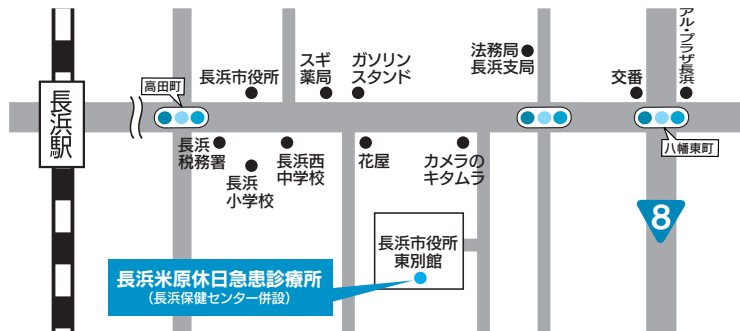 長浜駅
高田町
長浜市役所
スギ
薬局
ガソリン
スタンド
法務局
長浜支局
交番
アル・プラザ長浜
八幡東町
長浜
税務署
長浜
小学校
長浜西
中学校
花屋
カメラの
キタムラ
8
長浜市役所
東別館
長浜米原休日急患診療所
（長浜保健センター併設）